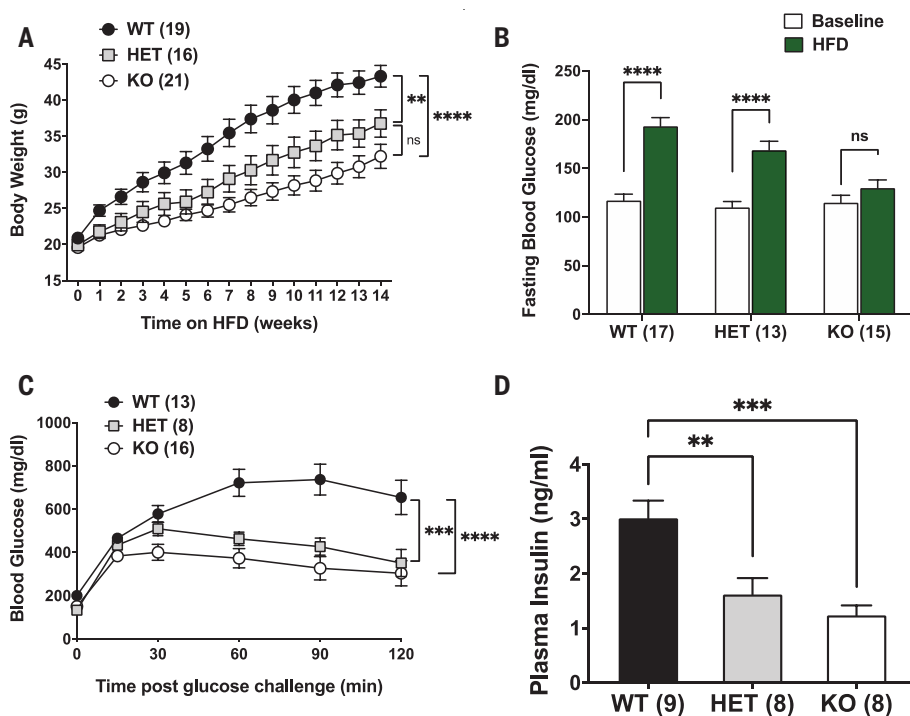 A
WT (19)
HET (16)
KO (21)
Body Weight (g)
45
40
35
30
25
20
15
0 1 2 3 4 5 6 7 8 9 10 11 12 13 14
Time on HFD (weeks)
** ****
ns
B
Baseline
HFD
Fasting Blood Glucose (mg/dl)
250
200
150
100
50
0
**** **** ns
WT (17) HET (13) KO (15)
C
WT (13)
HET (8)
KO (16)
Blood Glucose (mg/dl)
1000
800
600
400
200
0
0 30 60 90 120
Time post glucose challenge (min)
*** ****
D
Plasma Insulin (ng/ml)
4
3
2
1
0
***
**
WT (9) HET (8) KO (8)